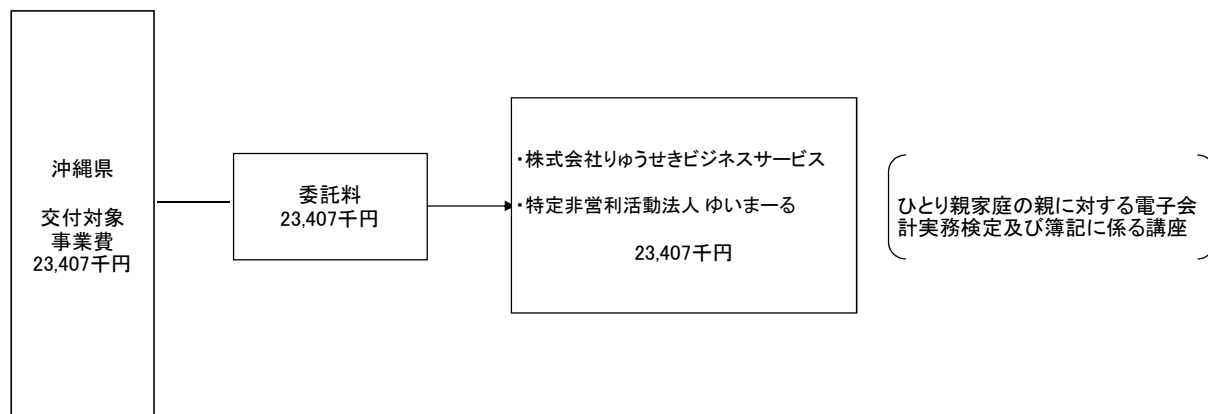 沖縄県
交付対象
事業費
23,407千円
委託料
23,407千円
・株式会社りゅうせきビジネスサービス
・特定非営利活動法人 ゆいまーる
23,407千円
ひとり親家庭の親に対する電子会
計実務検定及び簿記に係る講座